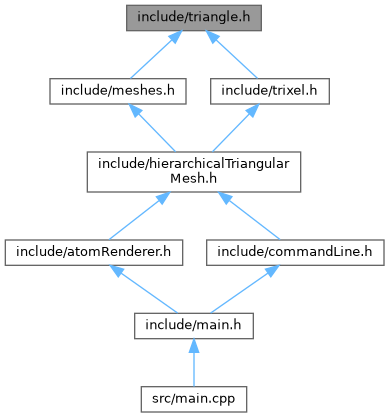 include/triangle.h
include/meshes.h
include/trixel.h
include/hierarchicalTriangular
Mesh.h
include/atomRenderer.h
include/commandLine.h
include/main.h
src/main.cpp